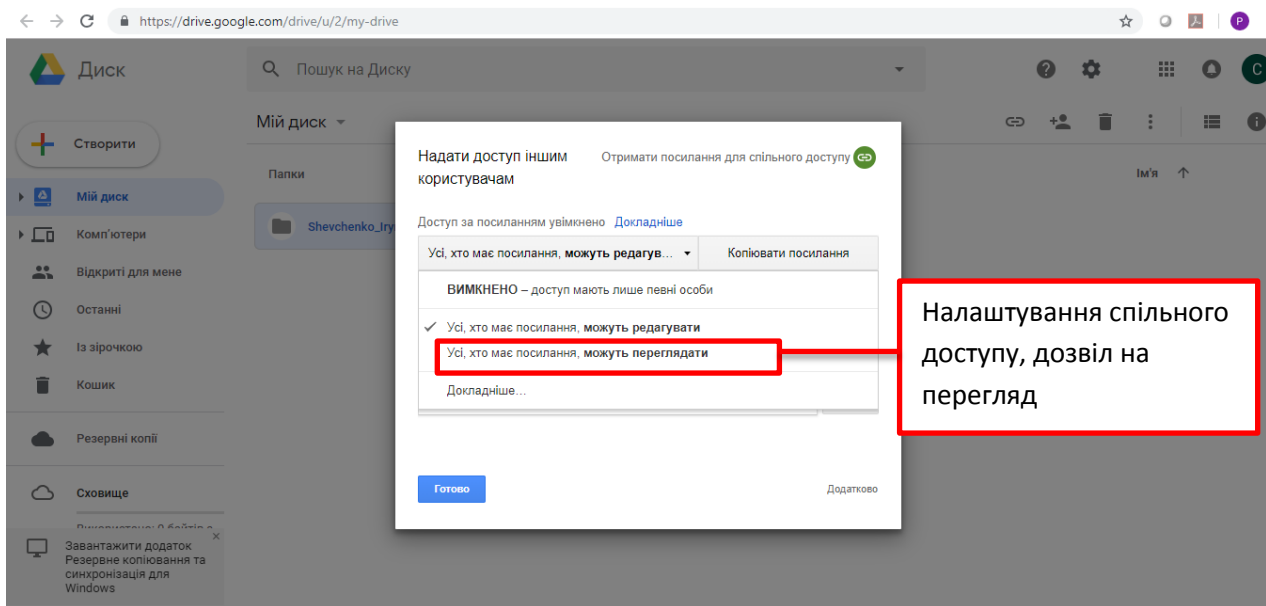 https://drive.google.com/drive/u/2/my-drive
P
Диск
Пошук на Диску
C
Створити
Мій диск
Мій диск
Комп'ютери
Відкриті для мене
Останні
Із зірочкою
Кошик
Резервні копії
Сховище
Завантажити додаток
Резервне копіювання та
синхронізація для
Windows
Папки
Ім'я
Shevchenko_Iry
Надати доступ іншим
користувачам
Отримати посилання для спільного доступу
Доступ за посиланням увімкнено Докладніше
Усі, хто має посилання, можуть редагув...
Копіювати посилання
ВИМКНЕНО – доступ мають лише певні особи
Усі, хто має посилання, можуть редагувати
Усі, хто має посилання, можуть переглядати
Докладніше...
Готово
Додатково
Налаштування спільного
доступу, дозвіл на
перегляд